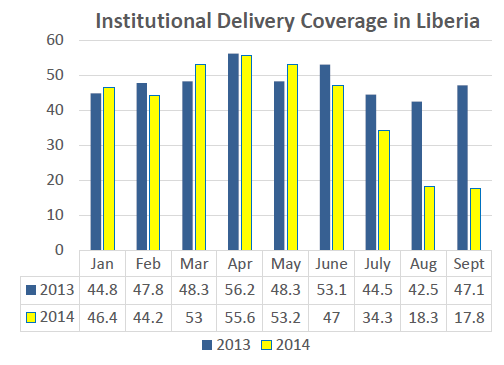 Institutional Delivery Coverage in Liberia
60
50
40
30
20
10
0
Jan Feb Mar Apr May June July Aug Sept
2013 44.8 47.8 48.3 56.2 48.3 53.1 44.5 42.5 47.1
2014 46.4 44.2 53 55.6 53.2 47 34.3 18.3 17.8
2013 2014